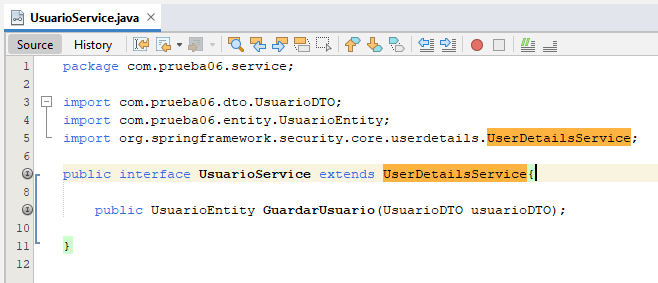 UsuarioService.java
Source History
1 package com.prueba06.service;
2
3 import com.prueba06.dto.UsuarioDTO;
4 import com.prueba06.entity.UsuarioEntity;
5 import org.springframework.security.core.userdetails.UserDetailsService;
6
public interface UsuarioService extends UserDetailsService{
8
public UsuarioEntity GuardarUsuario(UsuarioDTO usuarioDTO);
10
11 }
12